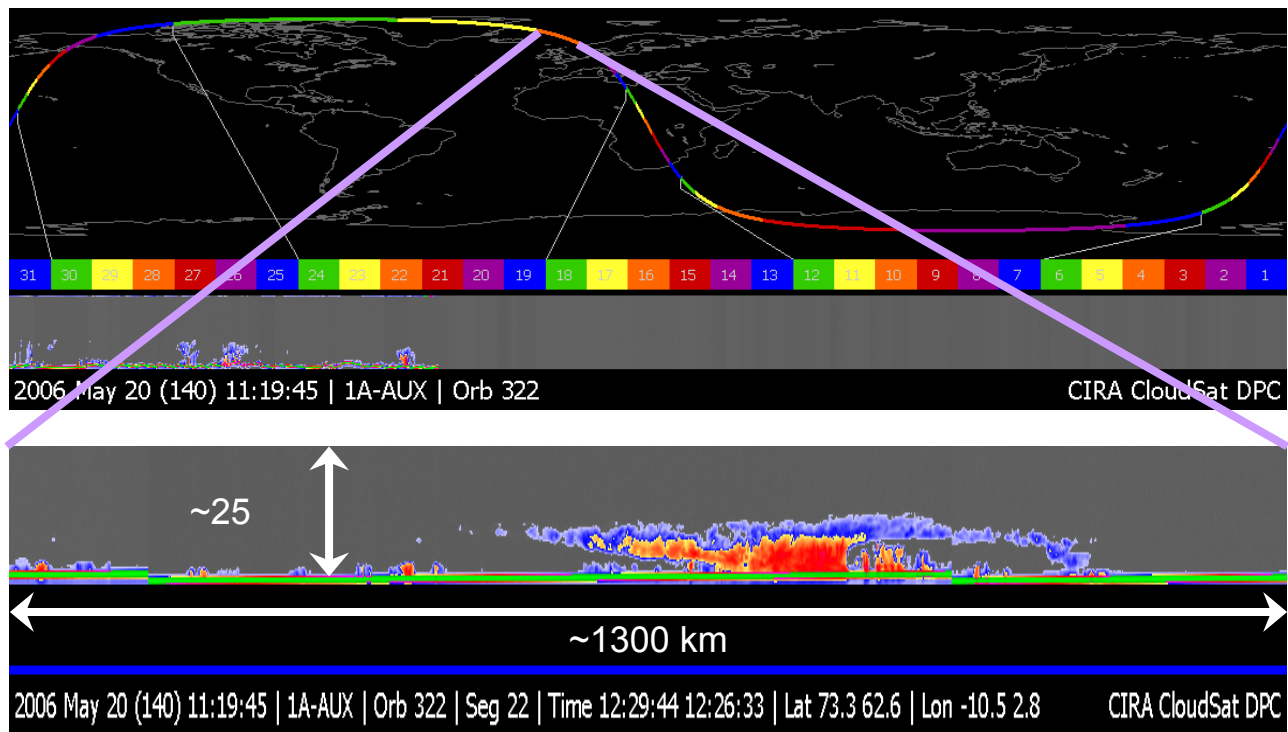 31 30 29 28 27 26 25 24 23 22 21 20 19 18 17 16 15 14 13 12 11 10 9 8 7 6 5 4 3 2 1
2006 May 20 (140) 11:19:45 | 1A-AUX | Orb 322 CIRA CloudSat DPC
~25
~1300 km
2006 May 20 (140) 11:19:45 | 1A-AUX | Orb 322 | Seg 22 | Time 12:29:44 12:26:33 | Lat 73.3 62.6 | Lon -10.5 2.8 CIRA CloudSat DPC